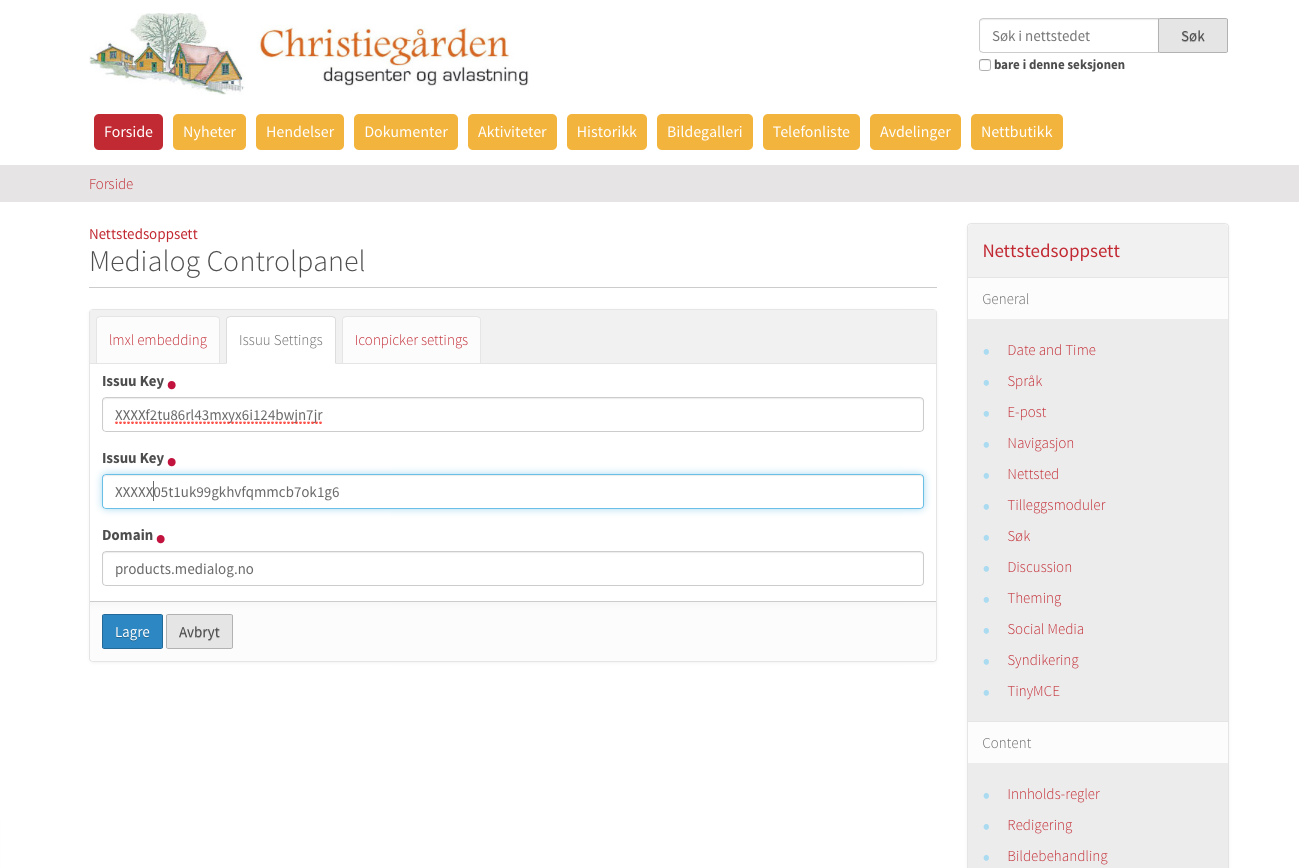 Christiegården
dagsenter og avlastning
Søk i nettstedet
Søk
bare i denne seksjonen
Forside Nyheter Hendelser Dokumenter Aktiviteter Historikk Bildegalleri Telefonliste Avdelinger Nettbutikk
Forside
Nettstedsoppsett
Medialog Controlpanel
lmxl embedding Issuu Settings Iconpicker settings
Issuu Key
XXXXf2tu86rl43mxyx6i124bwjn7jr
Issuu Key
XXXXX05t1uk99gkhvfqmmcb7ok1g6
Domain
products.medialog.no
Lagre Avbryt
Nettstedsoppsett
General
Date and Time
Språk
E-post
Navigasjon
Nettsted
Tilleggsmoduler
Søk
Discussion
Theming
Social Media
Syndikering
TinyMCE
Content
Innholds-regler
Redigering
Bildebehandling